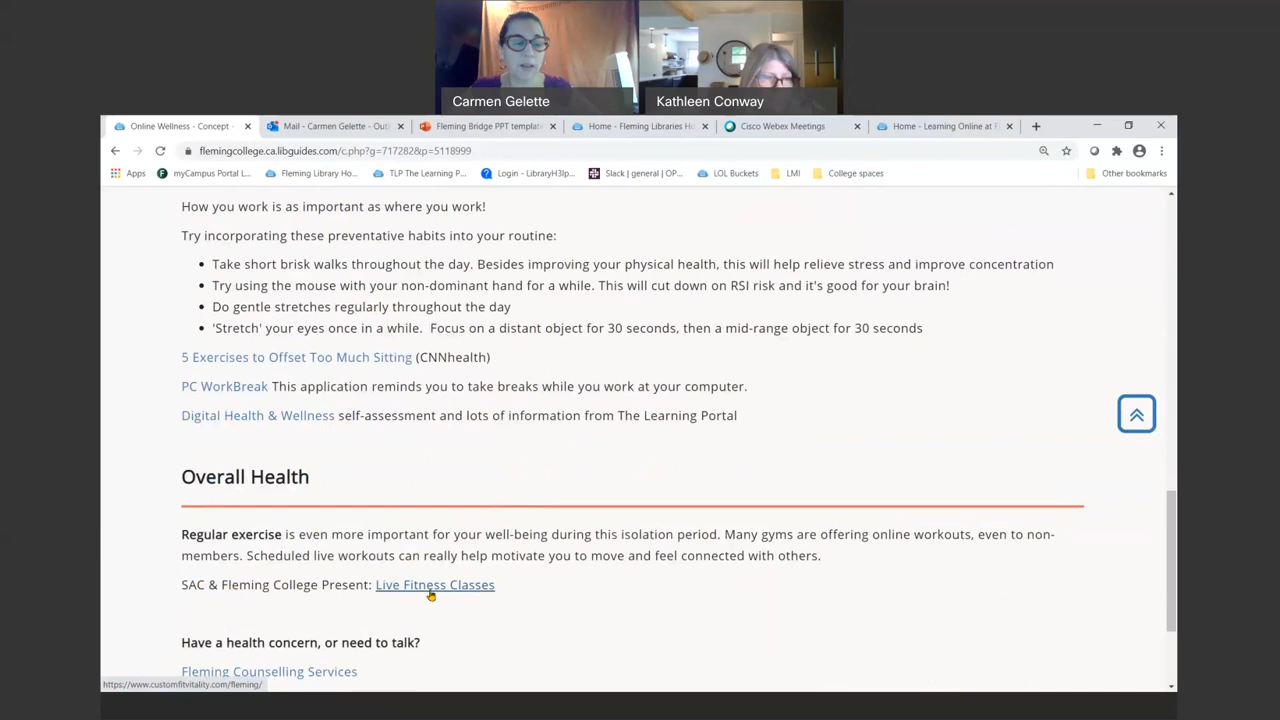 Carmen Gelette
Kathleen Conway
Online Wellness - Concept -
Mail - Carmen Gelette - Outl
Fleming Bridge PPT template
Home - Fleming Libraries Ho
Cisco Webex Meetings
Home - Learning Online at F
flemingcollege.ca.libguides.com/c.php?g=717282&p=5118999
Apps
myCampus Portal L...
Fleming Library Ho...
TLP The Learning P...
Login - LibraryH3lp...
Slack | general | OP...
LOL Buckets
LMI
College spaces
Other bookmarks
How you work is as important as where you work!
Try incorporating these preventative habits into your routine:
• Take short brisk walks throughout the day. Besides improving your physical health, this will help relieve stress and improve concentration
• Try using the mouse with your non-dominant hand for a while. This will cut down on RSI risk and it's good for your brain!
• Do gentle stretches regularly throughout the day
• 'Stretch' your eyes once in a while. Focus on a distant object for 30 seconds, then a mid-range object for 30 seconds
5 Exercises to Offset Too Much Sitting (CNNhealth)
PC WorkBreak This application reminds you to take breaks while you work at your computer.
Digital Health & Wellness self-assessment and lots of information from The Learning Portal
Overall Health
Regular exercise is even more important for your well-being during this isolation period. Many gyms are offering online workouts, even to non-
members. Scheduled live workouts can really help motivate you to move and feel connected with others.
SAC & Fleming College Present: Live Fitness Classes
Have a health concern, or need to talk?
Fleming Counselling Services
https://www.customfitvitality.com/fleming/